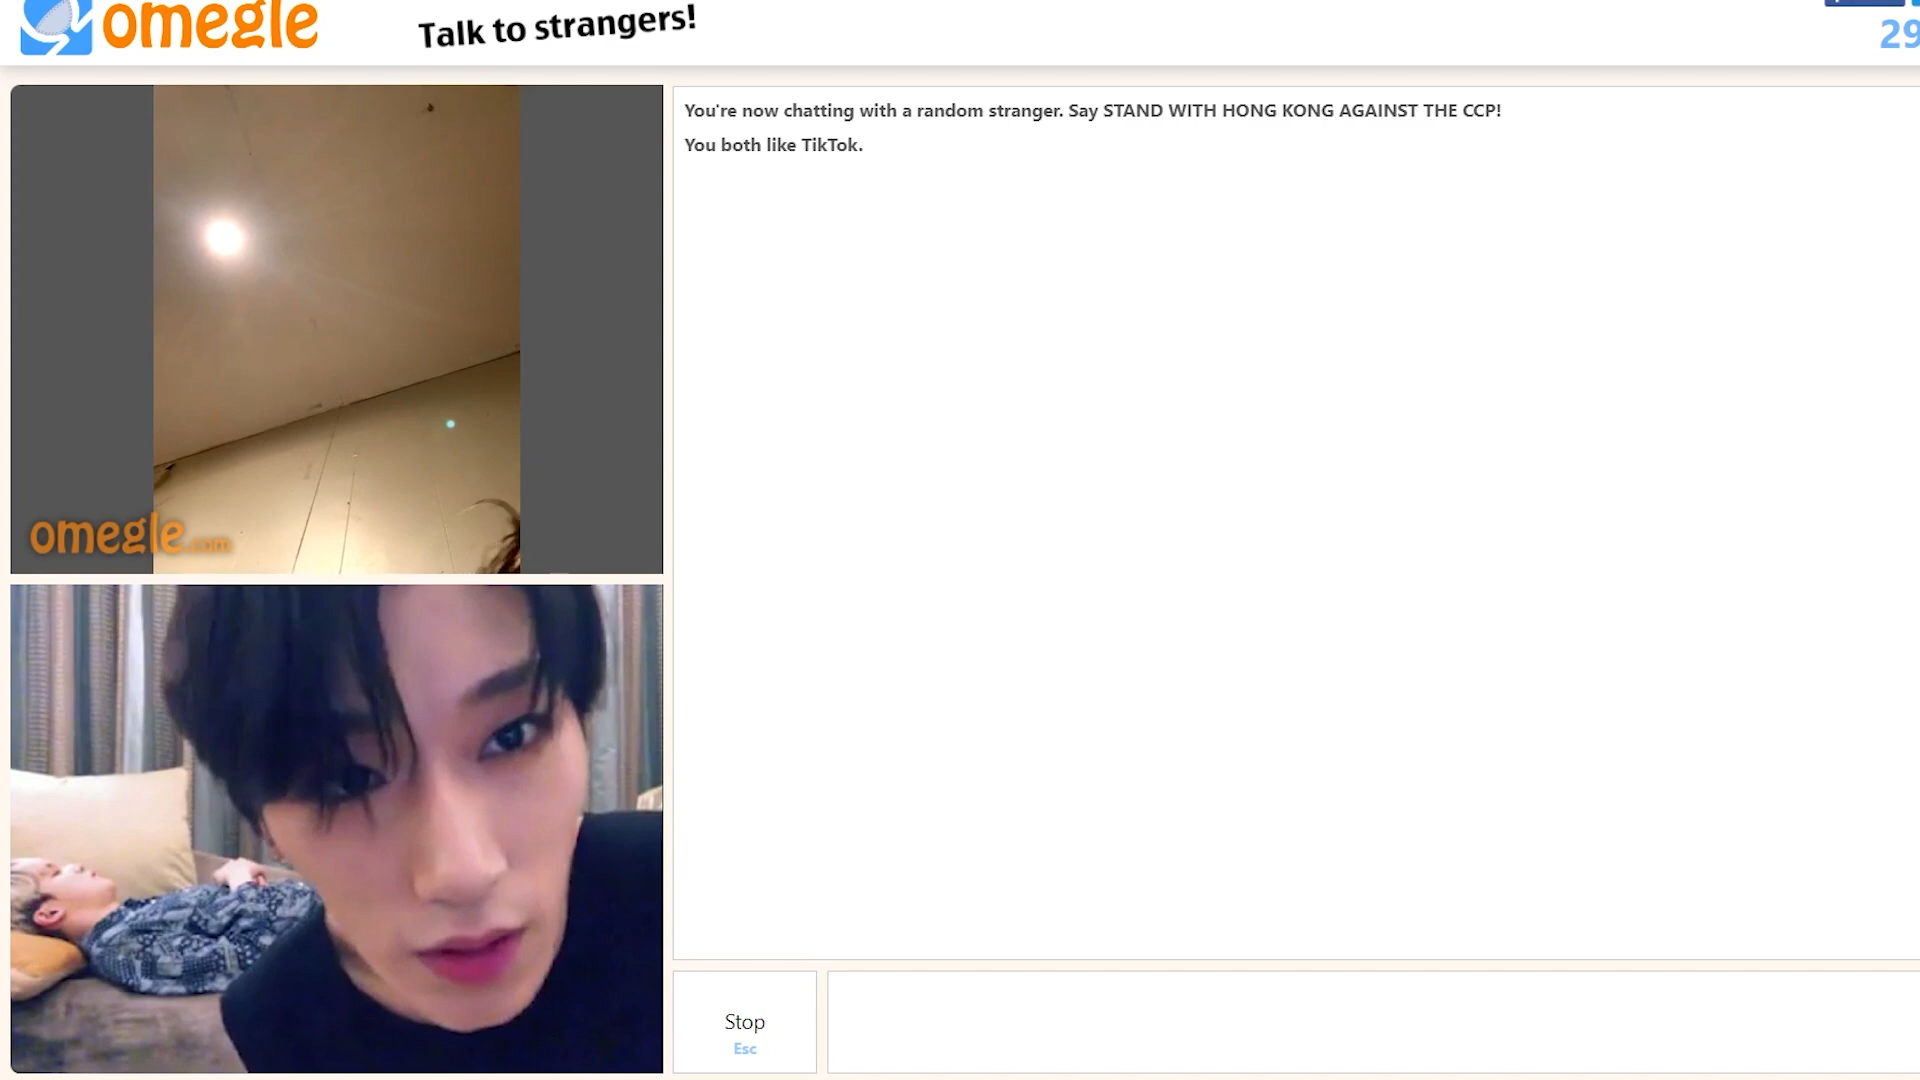 omegle
Talk to strangers!
29
You're now chatting with a random stranger. Say STAND WITH HONG KONG AGAINST THE CCP!
You both like TikTok.
omegle.com
Stop
Esc